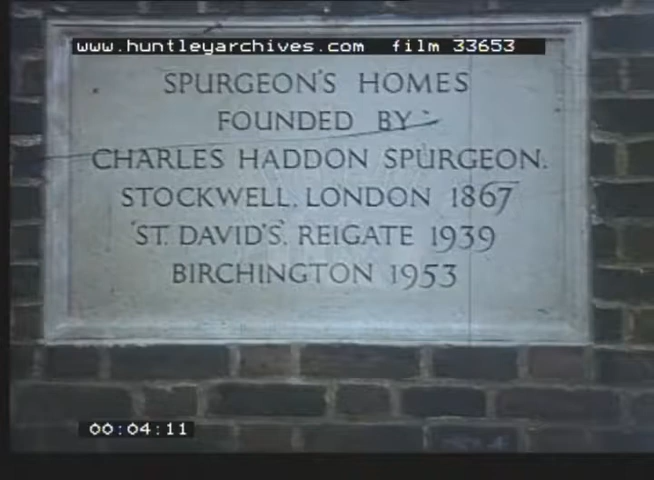 www.huntleyarchives.com film 33653
SPURGEON'S HOMES
FOUNDED BY
CHARLES HADDON SPURGEON.
STOCKWELL, LONDON 1867
ST. DAVID'S, REIGATE 1939
BIRCHINGTON 1953
00:04:11